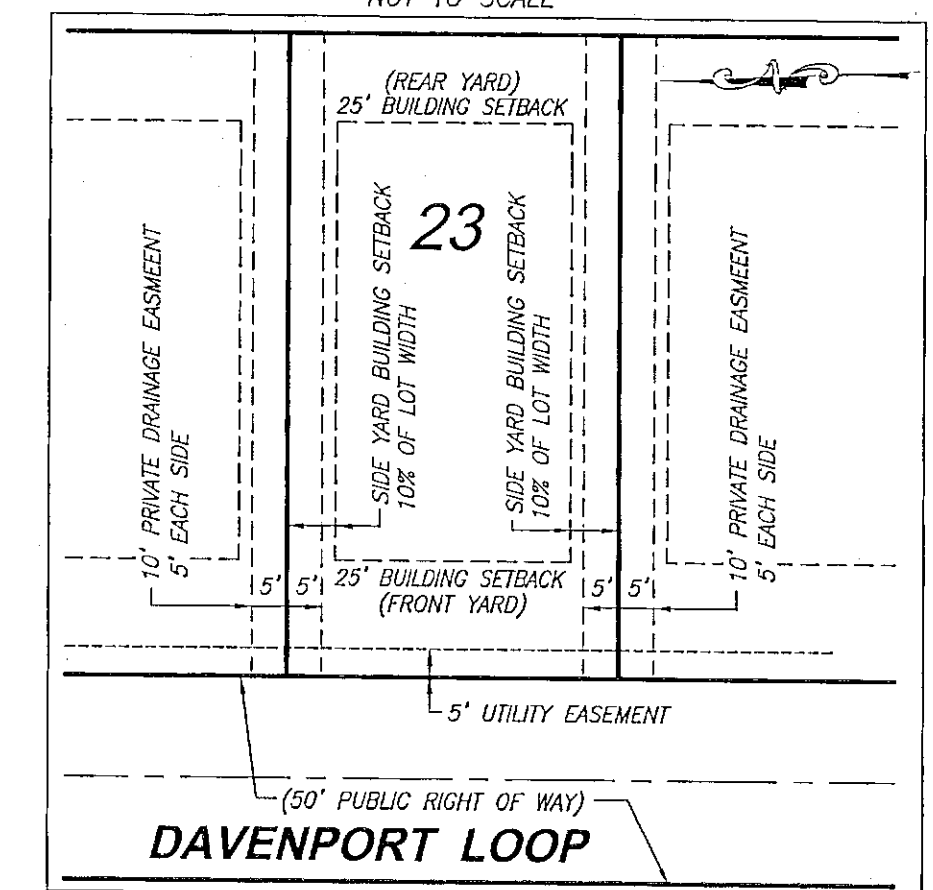 NOT TO SCALE
(REAR YARD)
25' BUILDING SETBACK
23
SIDE YARD BUILDING SETBACK
10% OF LOT WIDTH
SIDE YARD BUILDING SETBACK
10% OF LOT WIDTH
10' PRIVATE DRAINAGE EASMEENT
5' EACH SIDE
10' PRIVATE DRAINAGE EASMEENT
5' EACH SIDE
5' 5'
25' BUILDING SETBACK
(FRONT YARD)
5' 5'
5' UTILITY EASEMENT
(50' PUBLIC RIGHT OF WAY)
DAVENPORT LOOP